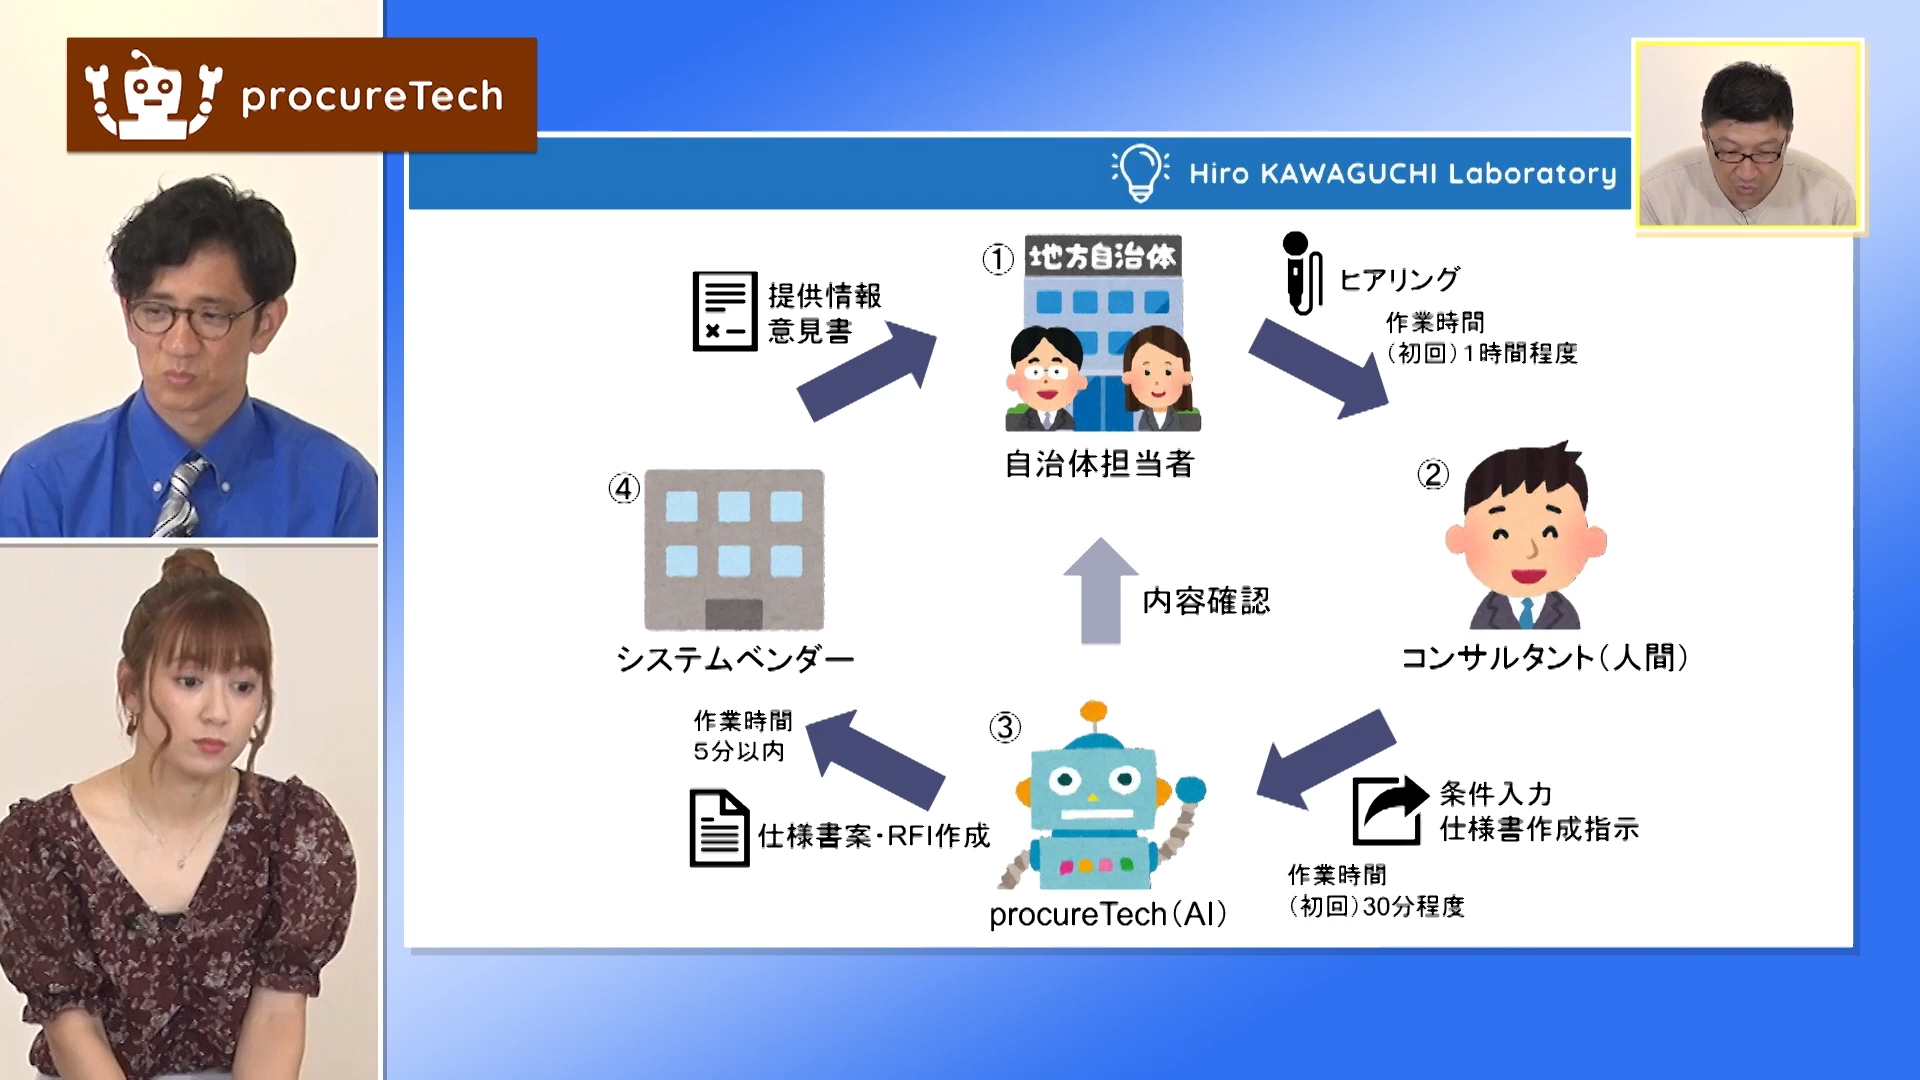 procureTech
Hiro KAWAGUCHI Laboratory
① 地方自治体
自治体担当者
ヒアリング
作業時間
（初回）1時間程度
②
コンサルタント（人間）
条件入力
仕様書作成指示
作業時間
（初回）30分程度
③
procureTech（AI）
内容確認
仕様書案・RFI作成
作業時間
5分以内
④
システムベンダー
提供情報
意見書